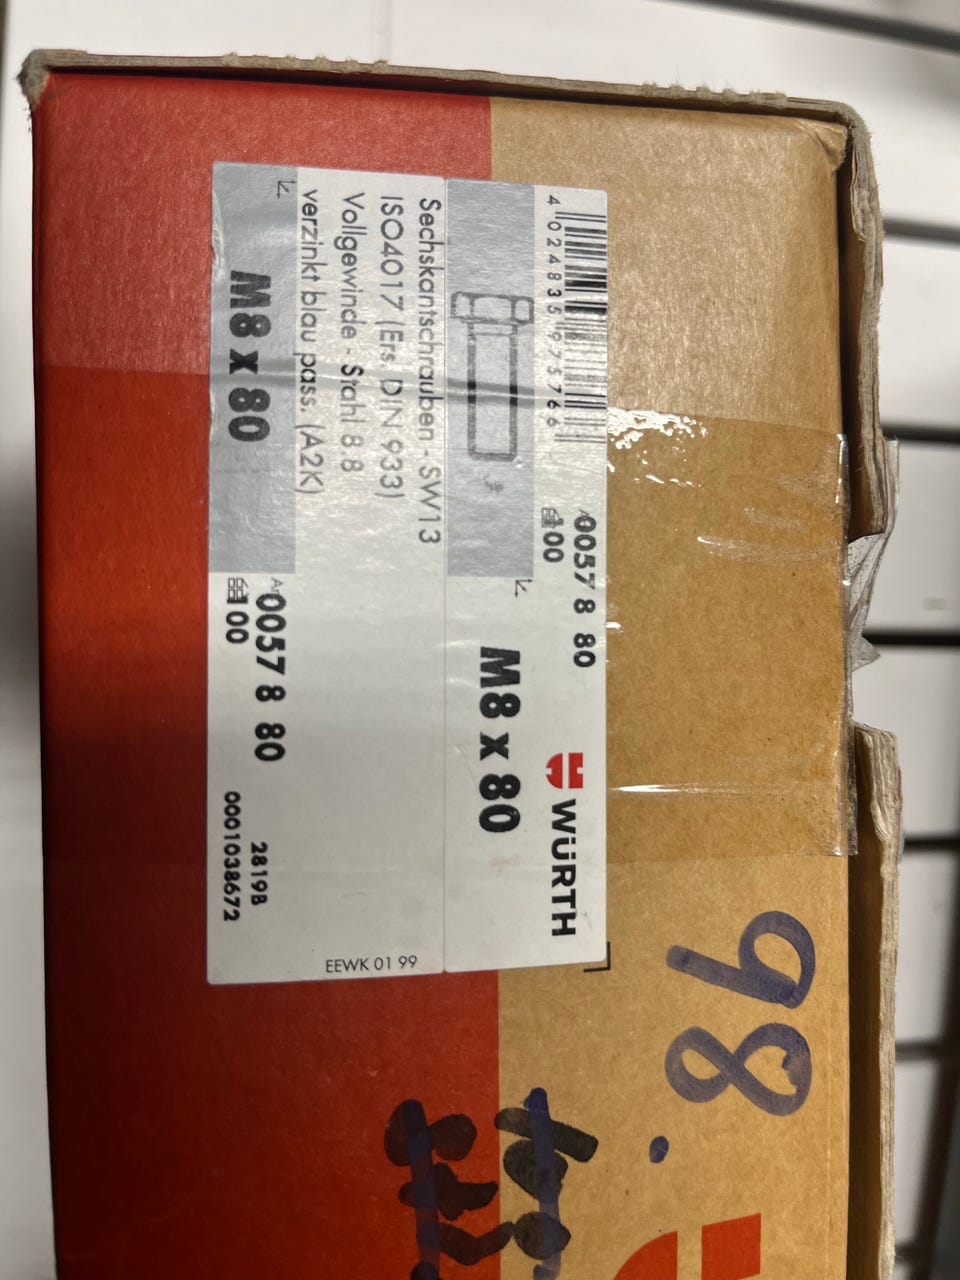 4 024835 975766
0057 8 80
100
WÜRTH
M8 x 80
Sechskantschrauben - SW13
ISO4017 (Ers. DIN 933)
Vollgewinde - Stahl 8.8
verzinkt blau pass. (A2K)
M8 x 80
0057 8 80
100
2819B
0001038672
EEWK 01 99
98.